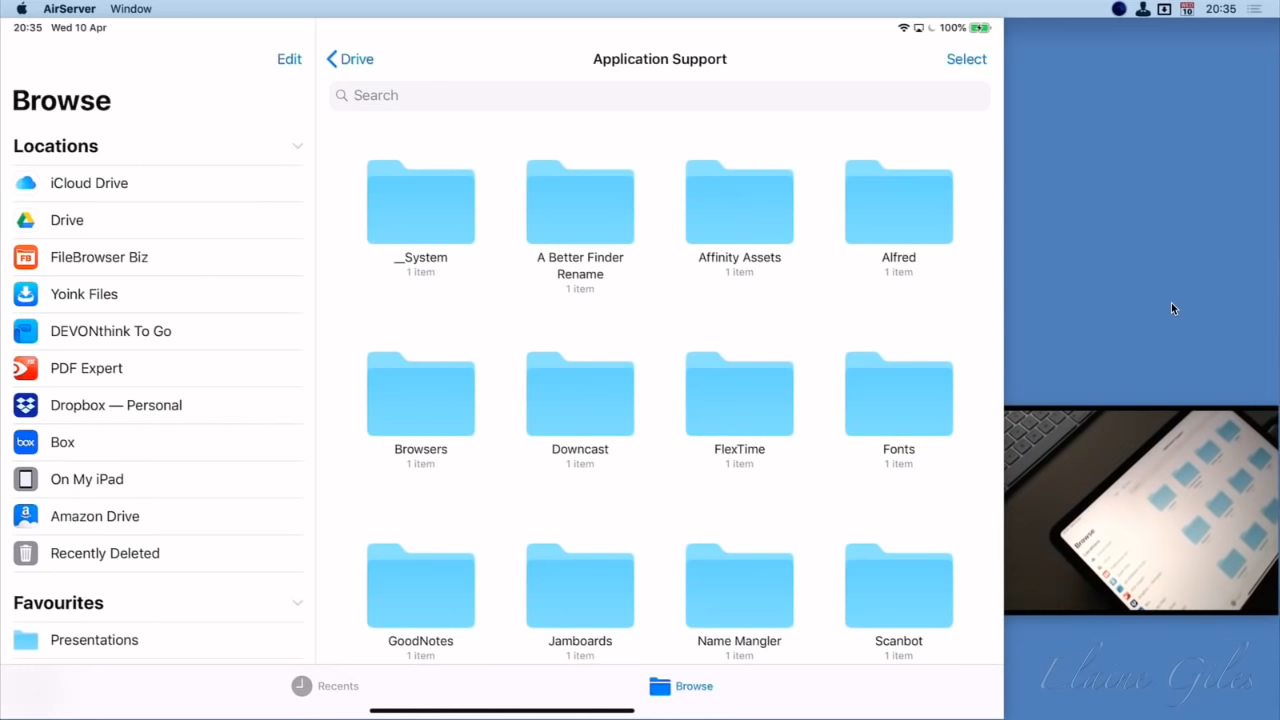 AirServer Window
20:35
20:35 Wed 10 Apr
100%
Edit
Drive
Application Support
Select
Search
Browse
Locations
iCloud Drive
Drive
FileBrowser Biz
Yoink Files
DEVONthink To Go
PDF Expert
Dropbox — Personal
Box
On My iPad
Amazon Drive
Recently Deleted
Favourites
Presentations
__System
1 item
A Better Finder
Rename
1 item
Affinity Assets
1 item
Alfred
1 item
Browsers
1 item
Downcast
1 item
FlexTime
1 item
Fonts
1 item
GoodNotes
1 item
Jamboards
1 item
Name Mangler
1 item
Scanbot
1 item
Recents
Browse
Browse
Elaine Giles